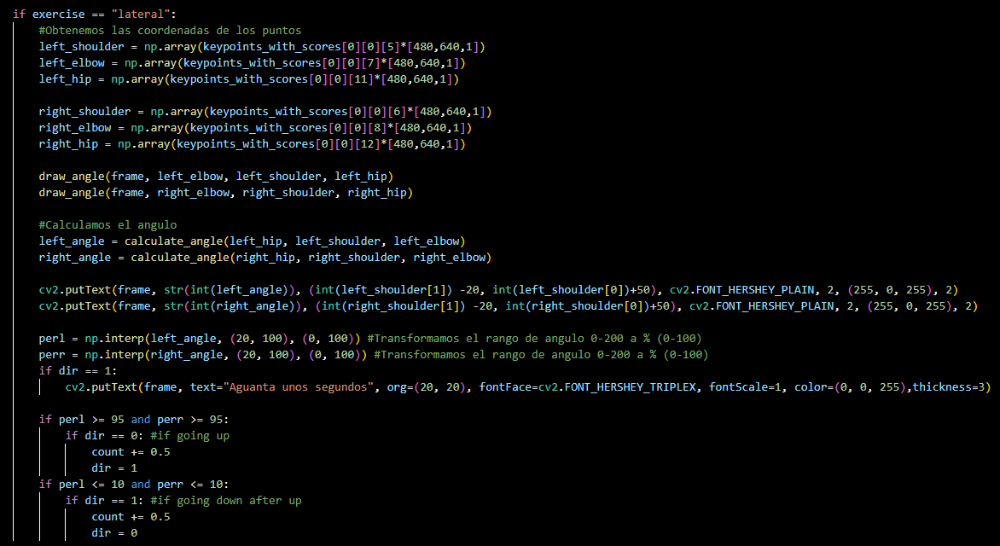 if exercise == "lateral":
    #Obtenemos las coordenadas de los puntos
    left_shoulder = np.array(keypoints_with_scores[0][0][5]*[480,640,1])
    left_elbow = np.array(keypoints_with_scores[0][0][7]*[480,640,1])
    left_hip = np.array(keypoints_with_scores[0][0][11]*[480,640,1])

    right_shoulder = np.array(keypoints_with_scores[0][0][6]*[480,640,1])
    right_elbow = np.array(keypoints_with_scores[0][0][8]*[480,640,1])
    right_hip = np.array(keypoints_with_scores[0][0][12]*[480,640,1])

    draw_angle(frame, left_elbow, left_shoulder, left_hip)
    draw_angle(frame, right_elbow, right_shoulder, right_hip)

    #Calculamos el angulo
    left_angle = calculate_angle(left_hip, left_shoulder, left_elbow)
    right_angle = calculate_angle(right_hip, right_shoulder, right_elbow)

    cv2.putText(frame, str(int(left_angle)), (int(left_shoulder[1]) -20, int(left_shoulder[0])+50), cv2.FONT_HERSHEY_PLAIN, 2, (255, 0, 255), 2)
    cv2.putText(frame, str(int(right_angle)), (int(right_shoulder[1]) -20, int(right_shoulder[0])+50), cv2.FONT_HERSHEY_PLAIN, 2, (255, 0, 255), 2)

    perl = np.interp(left_angle, (20, 100), (0, 100)) #Transformamos el rango de angulo 0-200 a % (0-100)
    perr = np.interp(right_angle, (20, 100), (0, 100)) #Transformamos el rango de angulo 0-200 a % (0-100)
    if dir == 1:
        cv2.putText(frame, text="Aguanta unos segundos", org=(20, 20), fontFace=cv2.FONT_HERSHEY_TRIPLEX, fontScale=1, color=(0, 0, 255),thickness=3)

    if perl >= 95 and perr >= 95:
        if dir == 0: #if going up
            count += 0.5
            dir = 1
    if perl <= 10 and perr <= 10:
        if dir == 1: #if going down after up
            count += 0.5
            dir = 0